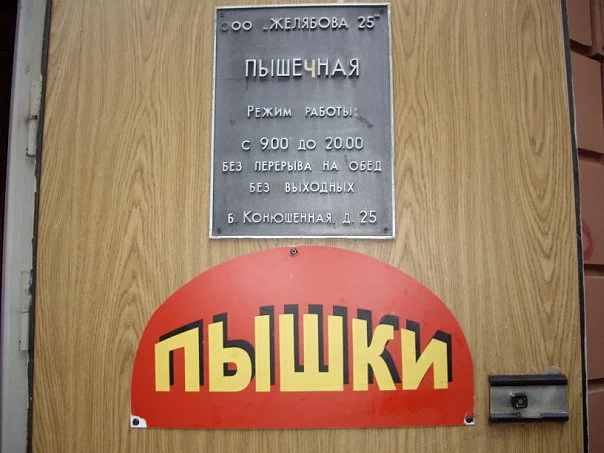 ООО „ЖЕЛЯБОВА, 25"
ПЫШЕЧНАЯ
РЕЖИМ РАБОТЫ:
С 9.00 ДО 20.00
БЕЗ ПЕРЕРЫВА НА ОБЕД
БЕЗ ВЫХОДНЫХ
Б. КОНЮШЕННАЯ, Д. 25
ПЫШКИ